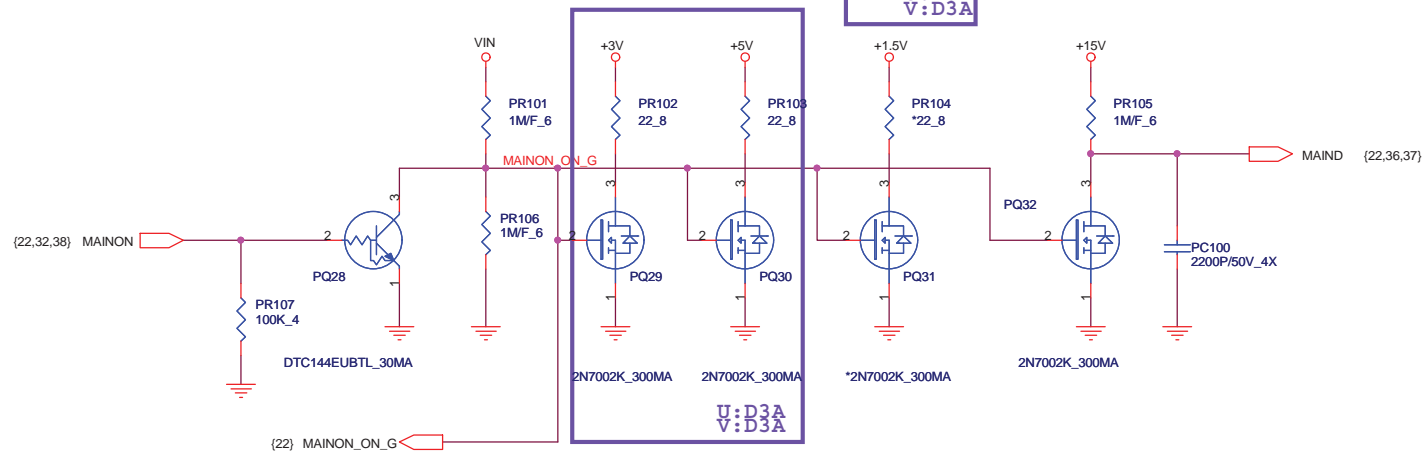 V:D3A
VIN
+3V
+5V
+1.5V
+15V
PR101
1M/F_6
PR102
22_8
PR103
22_8
PR104
*22_8
PR105
1M/F_6
MAINON_ON_G
MAIND {22,36,37}
3
3
3
3
3
PR106
1M/F_6
PQ32
{22,32,38} MAINON
2
2
2
2
2
PQ28
PQ29
PQ30
PQ31
PC100
2200P/50V_4X
1
1
1
1
1
PR107
100K_4
DTC144EUBTL_30MA
2N7002K_300MA
2N7002K_300MA
*2N7002K_300MA
2N7002K_300MA
U:D3A
V:D3A
{22} MAINON_ON_G